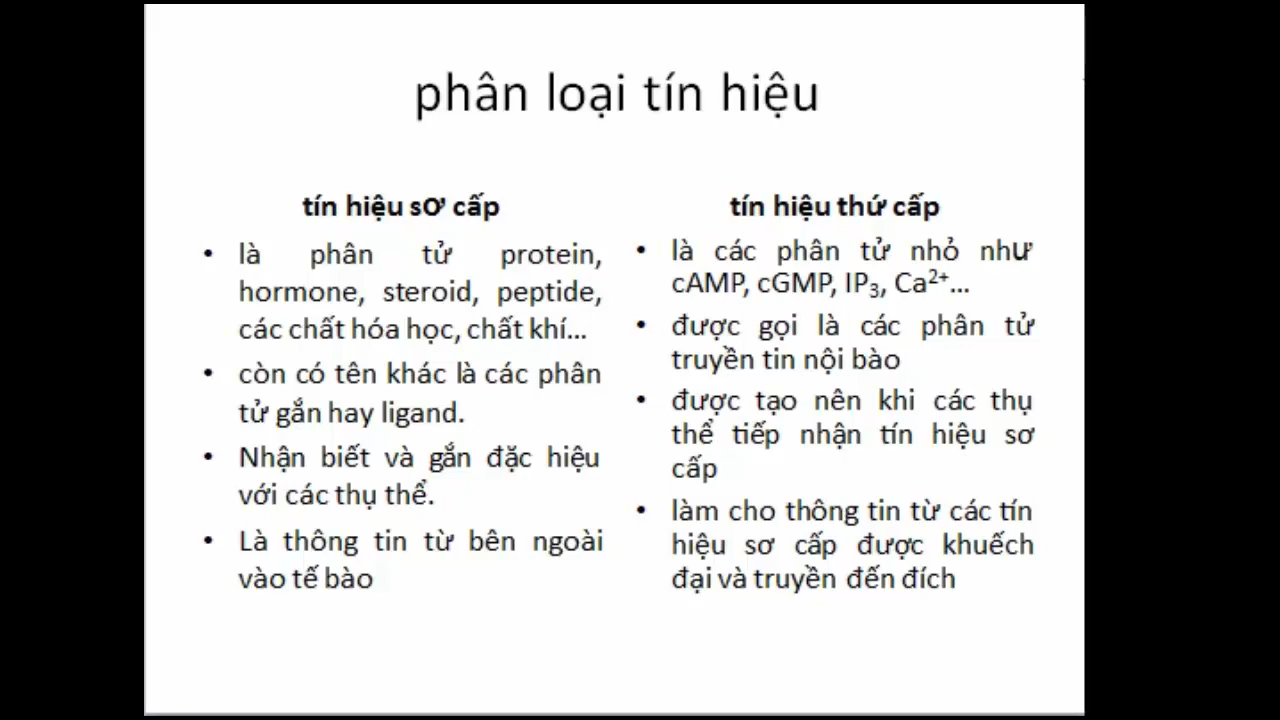 phân loại tín hiệu
tín hiệu sơ cấp
• là phân tử protein,
hormone, steroid, peptide,
các chất hóa học, chất khí...
• còn có tên khác là các phân
tử gắn hay ligand.
• Nhận biết và gắn đặc hiệu
với các thụ thể.
• Là thông tin từ bên ngoài
vào tế bào
tín hiệu thứ cấp
• là các phân tử nhỏ như
cAMP, cGMP, IP₃, Ca²⁺...
• được gọi là các phân tử
truyền tin nội bào
• được tạo nên khi các thụ
thể tiếp nhận tín hiệu sơ
cấp
• làm cho thông tin từ các tín
hiệu sơ cấp được khuếch
đại và truyền đến đích